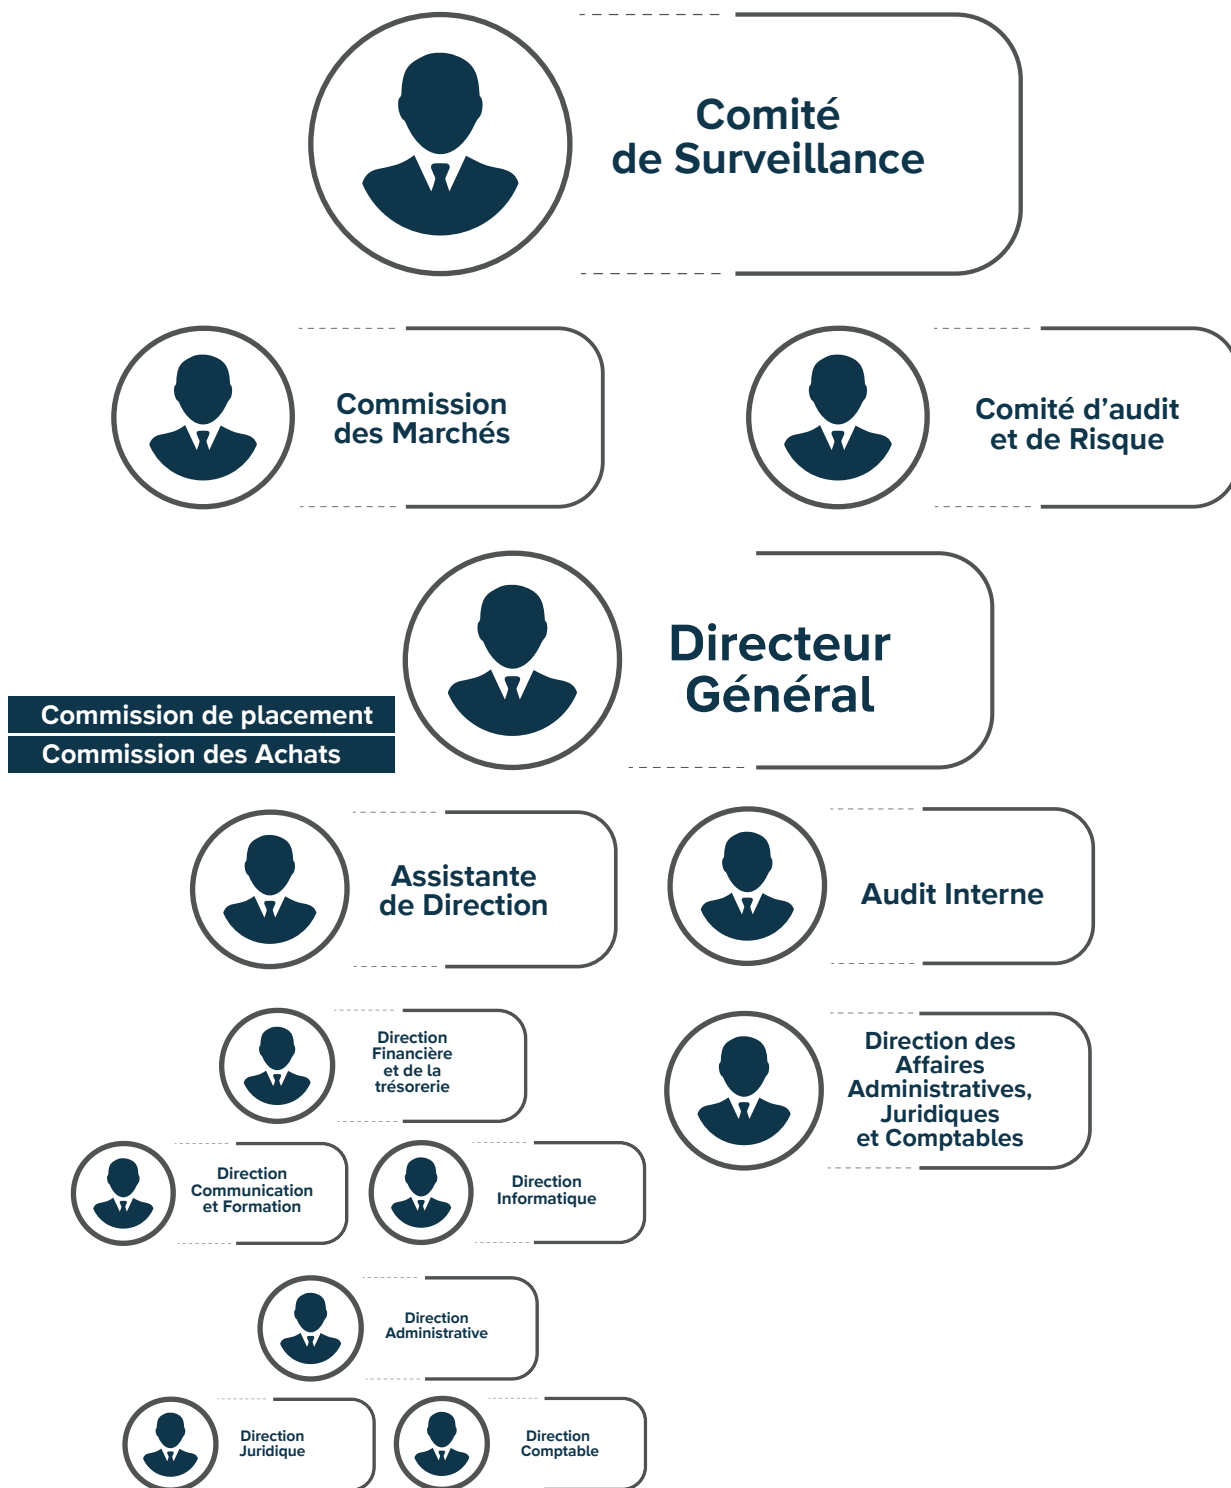 Comité
de Surveillance
Commission
des Marchés
Comité d’audit
et de Risque
Directeur
Général
Commission de placement
Commission des Achats
Assistante
de Direction
Audit Interne
Direction
Financière
et de la
trésorerie
Direction des
Affaires
Administratives,
Juridiques
et Comptables
Direction
Communication
et Formation
Direction
Informatique
Direction
Administrative
Direction
Juridique
Direction
Comptable